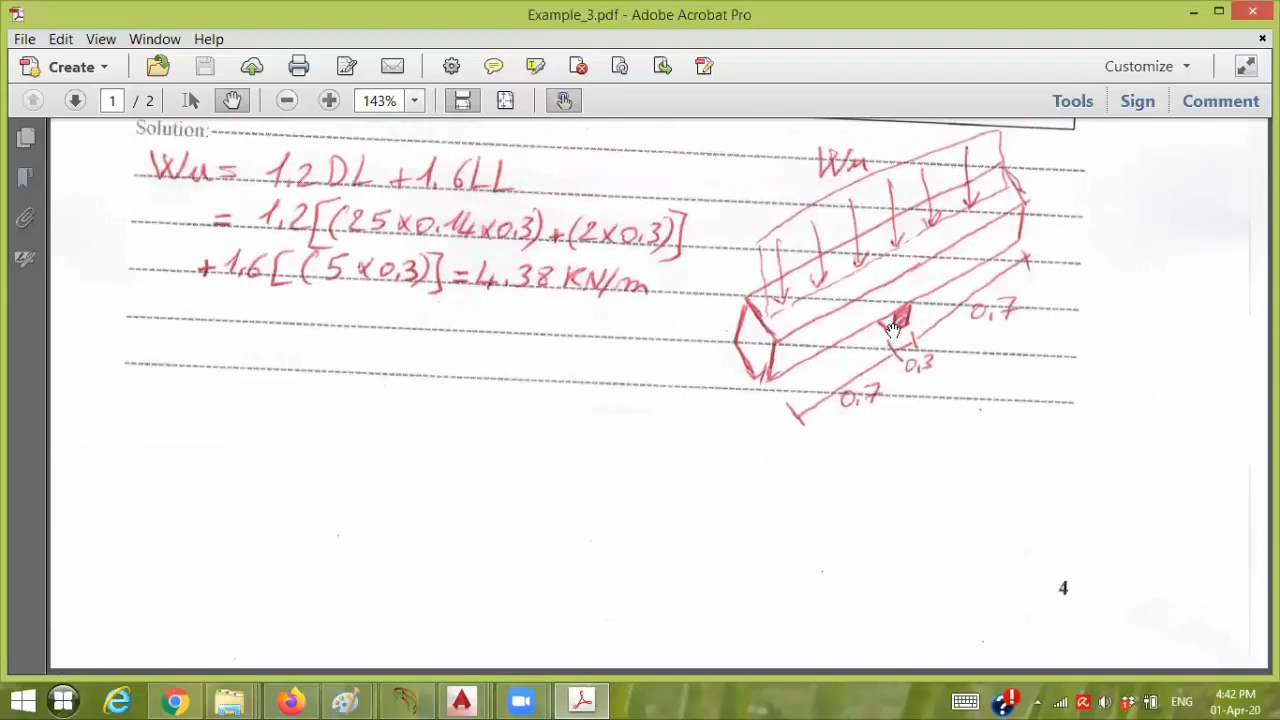 Example_3.pdf - Adobe Acrobat Pro
File Edit View Window Help
Create
Customize
1 / 2
143%
Tools
Sign
Comment
Solution:
Wu = 1,2 DL + 1,6 LL
= 1,2[(25×0,14×0,3)+(2×0,3)]
+ 1,6[(5×0,3)] = 4,38 KN/m
Wu
0,7
0,3
0,7
4
ENG
4:42 PM
01-Apr-20